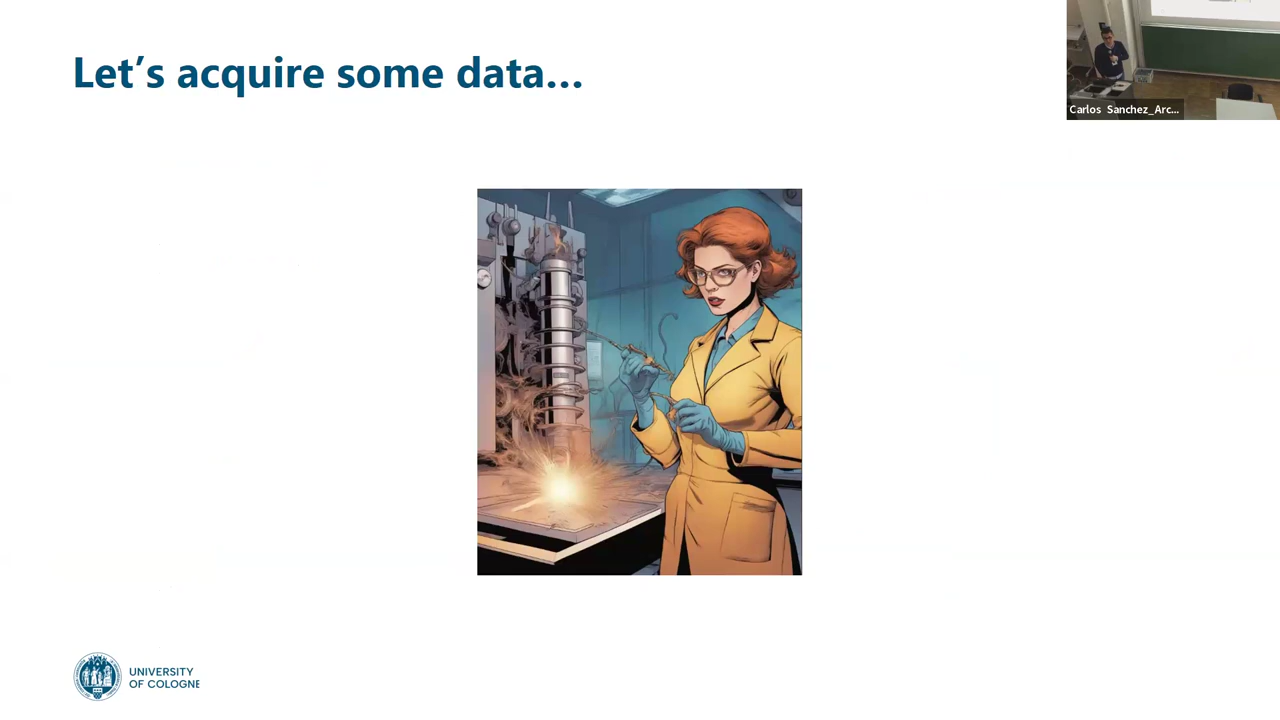 Let's acquire some data...
Carlos Sanchez_Arc...
UNIVERSITY
OF COLOGNE